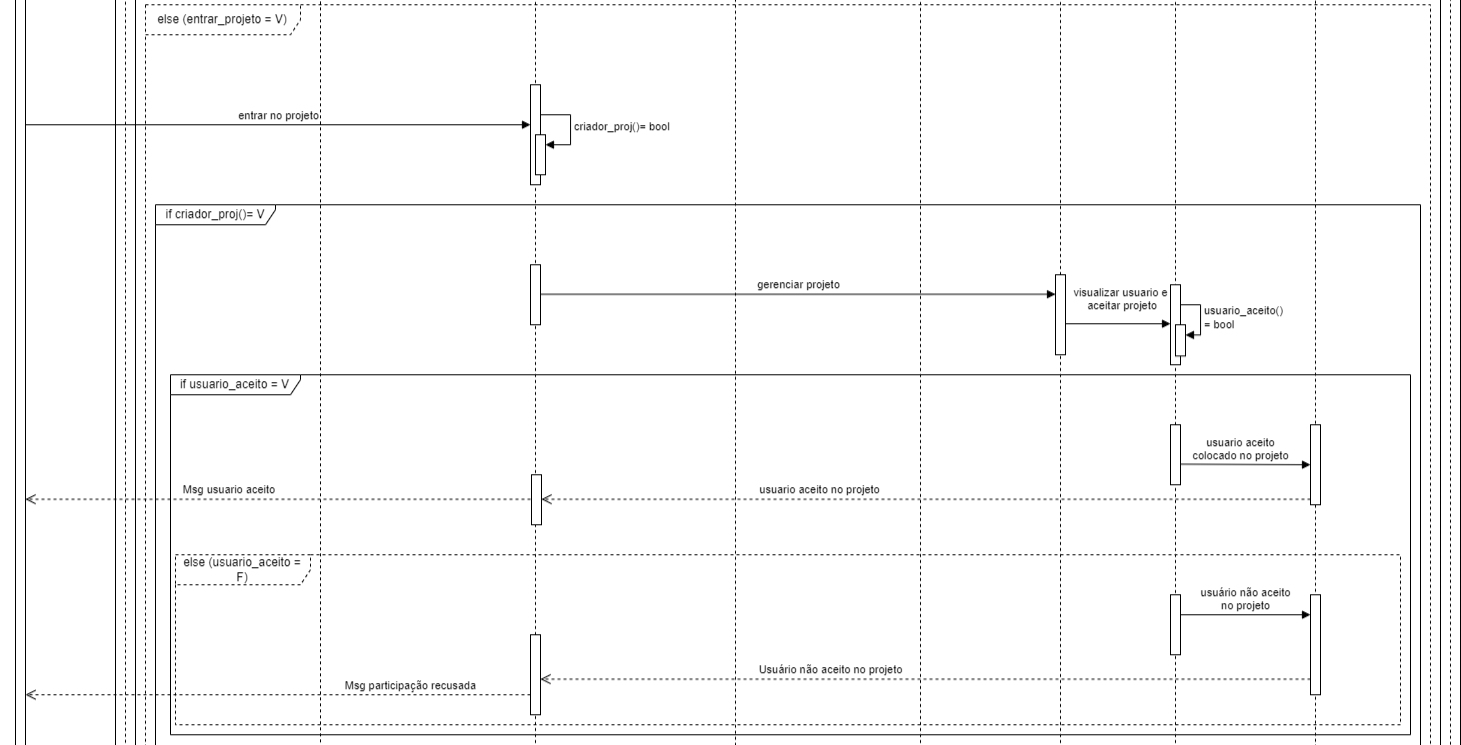 else (entrar_projeto = V)
entrar no projeto
criador_proj()= bool
if criador_proj()= V
gerenciar projeto
visualizar usuario e
aceitar projeto
usuario_aceito()
= bool
if usuario_aceito = V
usuario aceito
colocado no projeto
Msg usuario aceito
usuario aceito no projeto
else (usuario_aceito =
F)
usuário não aceito
no projeto
Usuário não aceito no projeto
Msg participação recusada